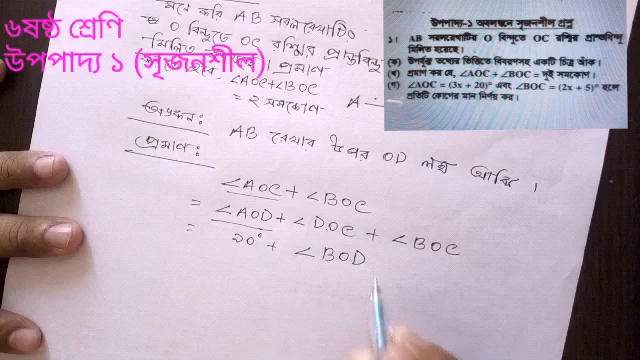 ৬ষষ্ঠ শ্রেণি
উপপাদ্য ১ (সৃজনশীল)
উপপাদ্য-১ অবলম্বনে সৃজনশীল প্রশ্ন
১। AB সরলরেখাটির O বিন্দুতে OC রশ্মির প্রান্তবিন্দু
মিলিত হয়েছে।
(ক) উপর্যুক্ত তথ্যের ভিত্তিতে বিবরণসহ একটি চিত্র আঁক।
(খ) প্রমাণ কর যে, ∠AOC + ∠BOC = দুই সমকোণ।
(গ) ∠AOC = (3x + 20)° এবং ∠BOC = (2x + 5)° হলে
প্রতিটি কোণের মান নির্ণয় কর।
মনে করি AB সরলরেখাটির
O বিন্দুতে OC রশ্মির প্রান্তবিন্দু
মিলিত প্রমাণ
∠AOC+∠BOC
= ২ সমকোণ A
অঙ্কন: AB রেখার উপর OD লম্ব আঁকি।
প্রমাণ:
∠AOC + ∠BOC
= ∠AOD + ∠DOC + ∠BOC
= ৯০° + ∠BOD